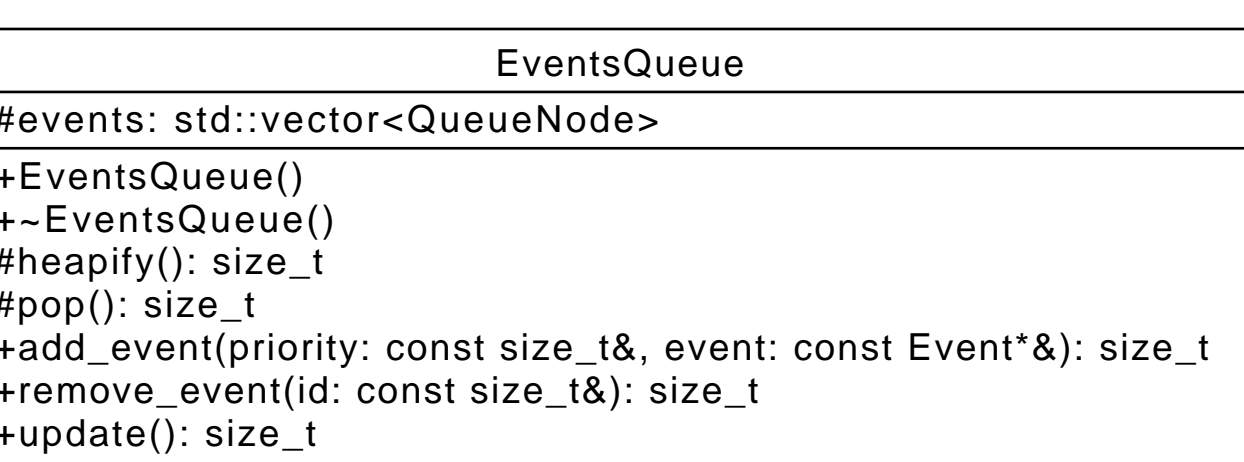 EventsQueue
#events: std::vector<QueueNode>
+EventsQueue()
+~EventsQueue()
#heapify(): size_t
#pop(): size_t
+add_event(priority: const size_t&, event: const Event*&): size_t
+remove_event(id: const size_t&): size_t
+update(): size_t